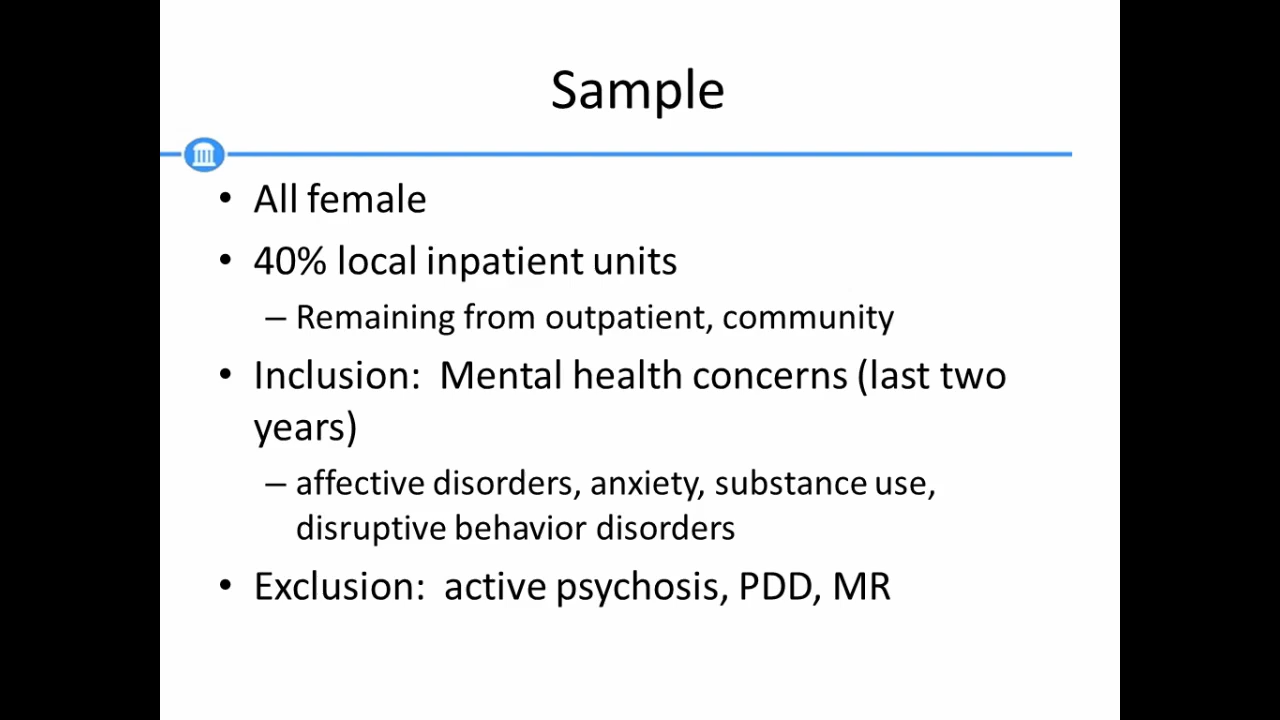 Sample
• All female
• 40% local inpatient units
– Remaining from outpatient, community
• Inclusion:  Mental health concerns (last two
years)
– affective disorders, anxiety, substance use,
disruptive behavior disorders
• Exclusion:  active psychosis, PDD, MR